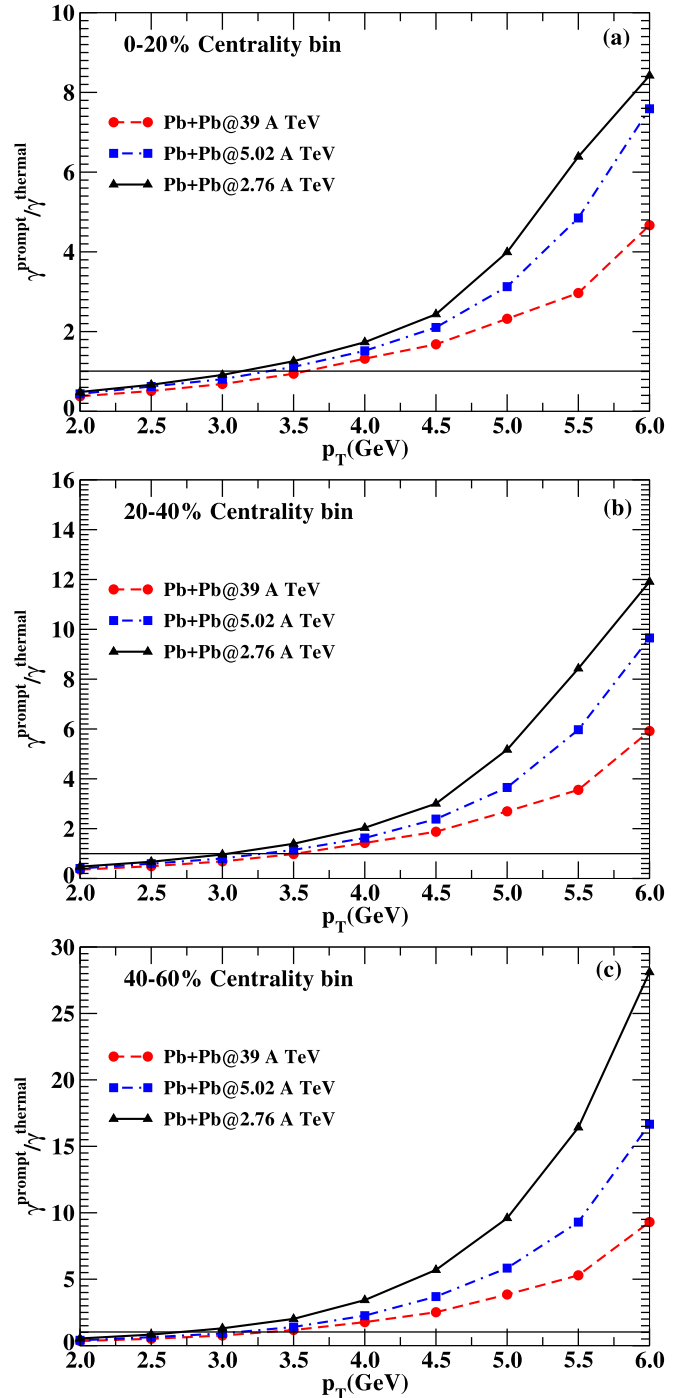 10
8
6
4
2
0
γ^prompt/γ^thermal
0-20% Centrality bin
(a)
Pb+Pb@39 A TeV
Pb+Pb@5.02 A TeV
Pb+Pb@2.76 A TeV
2.0 2.5 3.0 3.5 4.0 4.5 5.0 5.5 6.0
p_T(GeV)
16
14
12
10
8
6
4
2
0
γ^prompt/γ^thermal
20-40% Centrality bin
(b)
Pb+Pb@39 A TeV
Pb+Pb@5.02 A TeV
Pb+Pb@2.76 A TeV
2.0 2.5 3.0 3.5 4.0 4.5 5.0 5.5 6.0
p_T(GeV)
30
25
20
15
10
5
0
γ^prompt/γ^thermal
40-60% Centrality bin
(c)
Pb+Pb@39 A TeV
Pb+Pb@5.02 A TeV
Pb+Pb@2.76 A TeV
2.0 2.5 3.0 3.5 4.0 4.5 5.0 5.5 6.0
p_T(GeV)